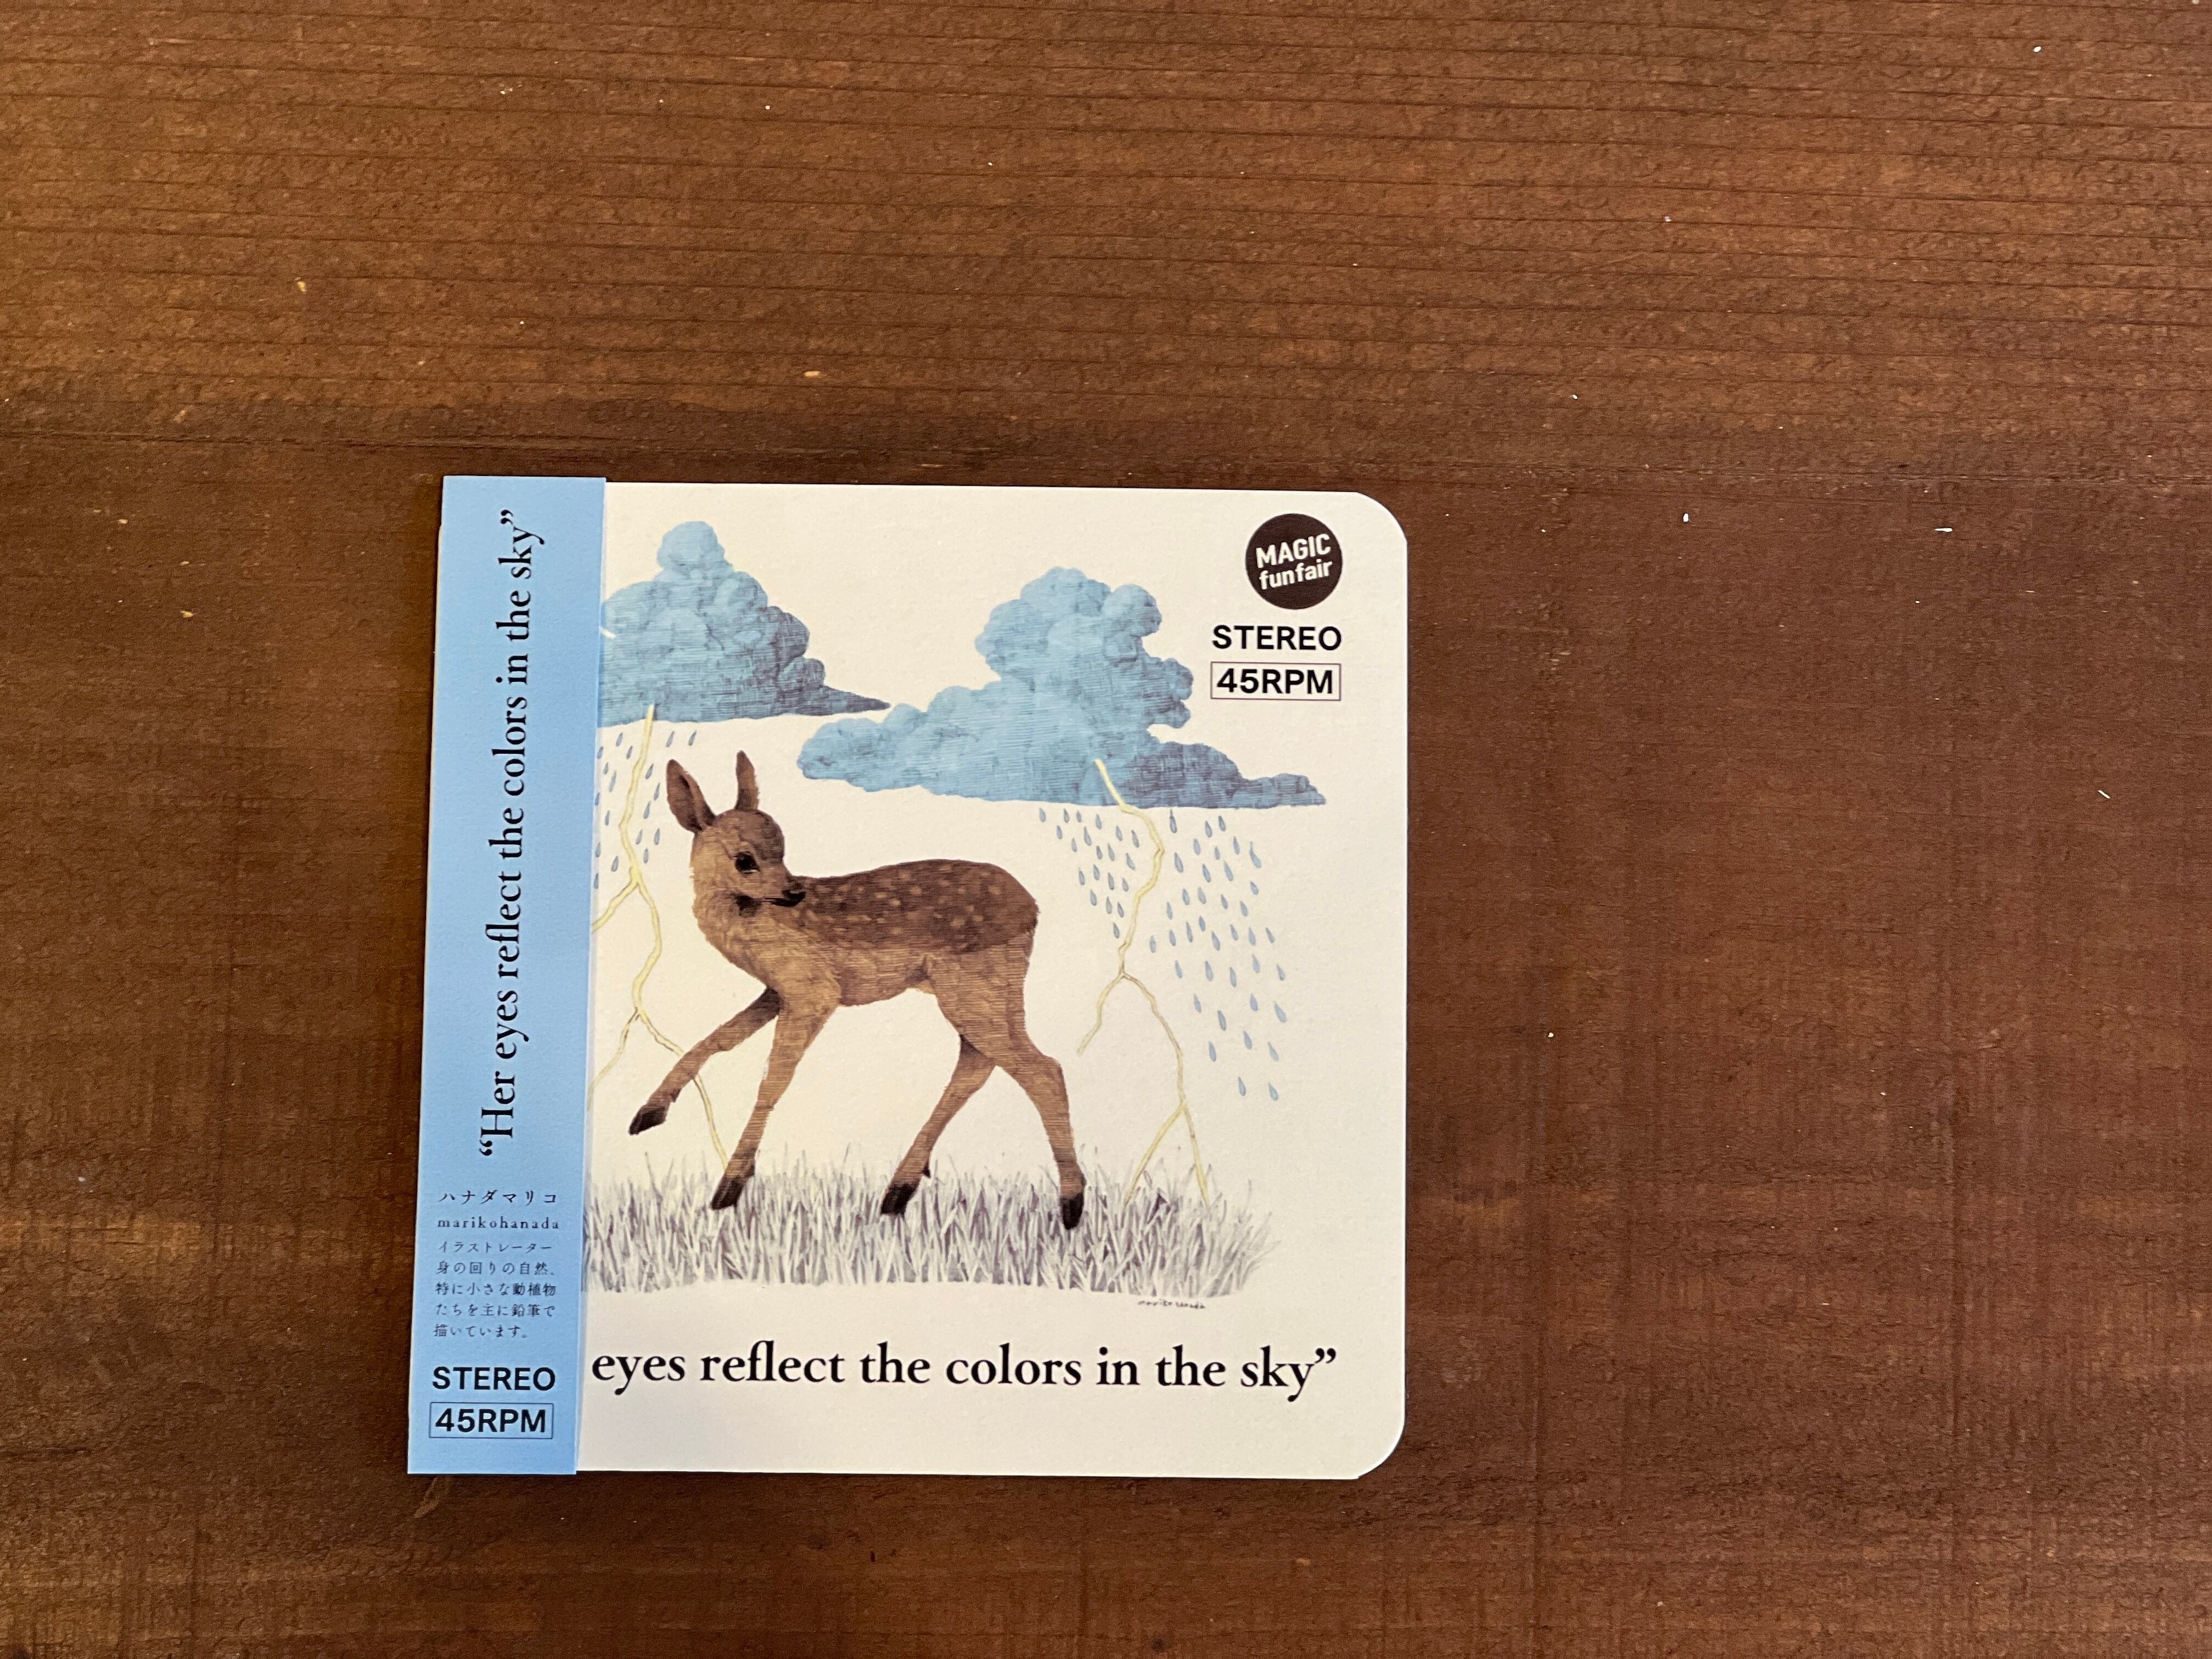 “Her eyes reflect the colors in the sky”
ハナダマリコ
marikohanada
イラストレーター
身の回りの自然、
特に小さな動植物
たちを主に鉛筆で
描いています。
STEREO
45RPM
MAGIC
funfair
STEREO
45RPM
eyes reflect the colors in the sky”